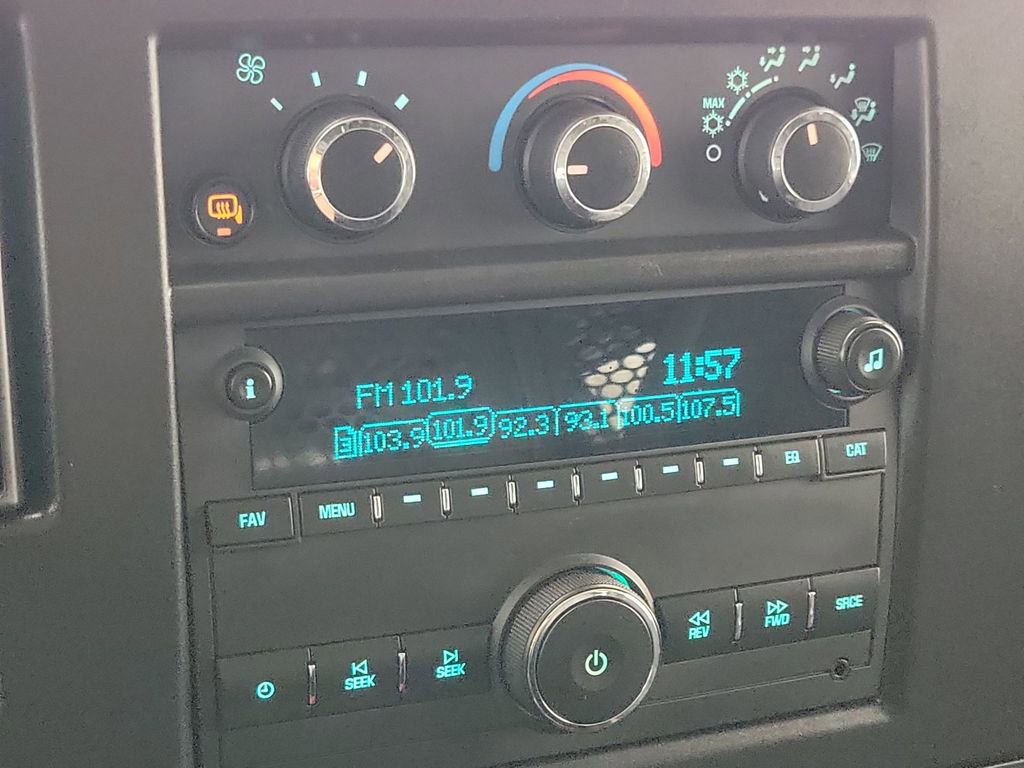 MAX
i
FM 101.9
11:57
3 103.9 101.9 92.3 93.1 100.5 107.5
FAV
MENU
EQ
CAT
SEEK
SEEK
REV
FWD
SRCE